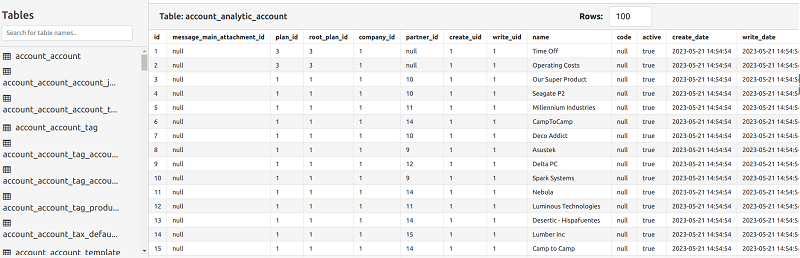 Tables
Search for table names...
account_account
account_account_account_j...
account_account_account_t...
account_account_tag
account_account_tag_accou...
account_account_tag_accou...
account_account_tag_produ...
account_account_tax_defau...
account_account_template
Table: account_analytic_account
Rows: 100
id message_main_attachment_id plan_id root_plan_id company_id partner_id create_uid write_uid name code active create_date write_date
1 null 3 3 1 null 1 1 Time Off null true 2023-05-21 14:54:54 2023-05-21 14:54:54
2 null 3 3 1 null 1 1 Operating Costs null true 2023-05-21 14:54:54 2023-05-21 14:54:5
3 null 1 1 1 10 1 1 Our Super Product null true 2023-05-21 14:54:54 2023-05-21 14:54:5
4 null 1 1 1 10 1 1 Seagate P2 null true 2023-05-21 14:54:54 2023-05-21 14:54:5
5 null 1 1 1 11 1 1 Millennium Industries null true 2023-05-21 14:54:54 2023-05-21 14:54:5
6 null 1 1 1 14 1 1 CampToCamp null true 2023-05-21 14:54:54 2023-05-21 14:54:5
7 null 1 1 1 10 1 1 Deco Addict null true 2023-05-21 14:54:54 2023-05-21 14:54:5
8 null 1 1 1 9 1 1 Asustek null true 2023-05-21 14:54:54 2023-05-21 14:54:5
9 null 1 1 1 12 1 1 Delta PC null true 2023-05-21 14:54:54 2023-05-21 14:54:5
10 null 1 1 1 9 1 1 Spark Systems null true 2023-05-21 14:54:54 2023-05-21 14:54:5
11 null 1 1 1 14 1 1 Nebula null true 2023-05-21 14:54:54 2023-05-21 14:54:5
12 null 1 1 1 11 1 1 Luminous Technologies null true 2023-05-21 14:54:54 2023-05-21 14:54:5
13 null 1 1 1 14 1 1 Desertic - Hispafuentes null true 2023-05-21 14:54:54 2023-05-21 14:54:5
14 null 1 1 1 15 1 1 Lumber Inc null true 2023-05-21 14:54:54 2023-05-21 14:54:5
15 null 1 1 1 14 1 1 Camp to Camp null true 2023-05-21 14:54:54 2023-05-21 14:54:5